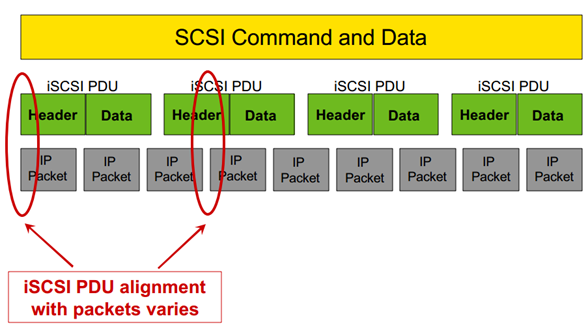 SCSI Command and Data
iSCSI PDU iSCSI PDU iSCSI PDU iSCSI PDU
Header Data Header Data Header Data Header Data
IP IP IP IP IP IP IP IP IP
Packet Packet Packet Packet Packet Packet Packet Packet Packet
iSCSI PDU alignment
with packets varies